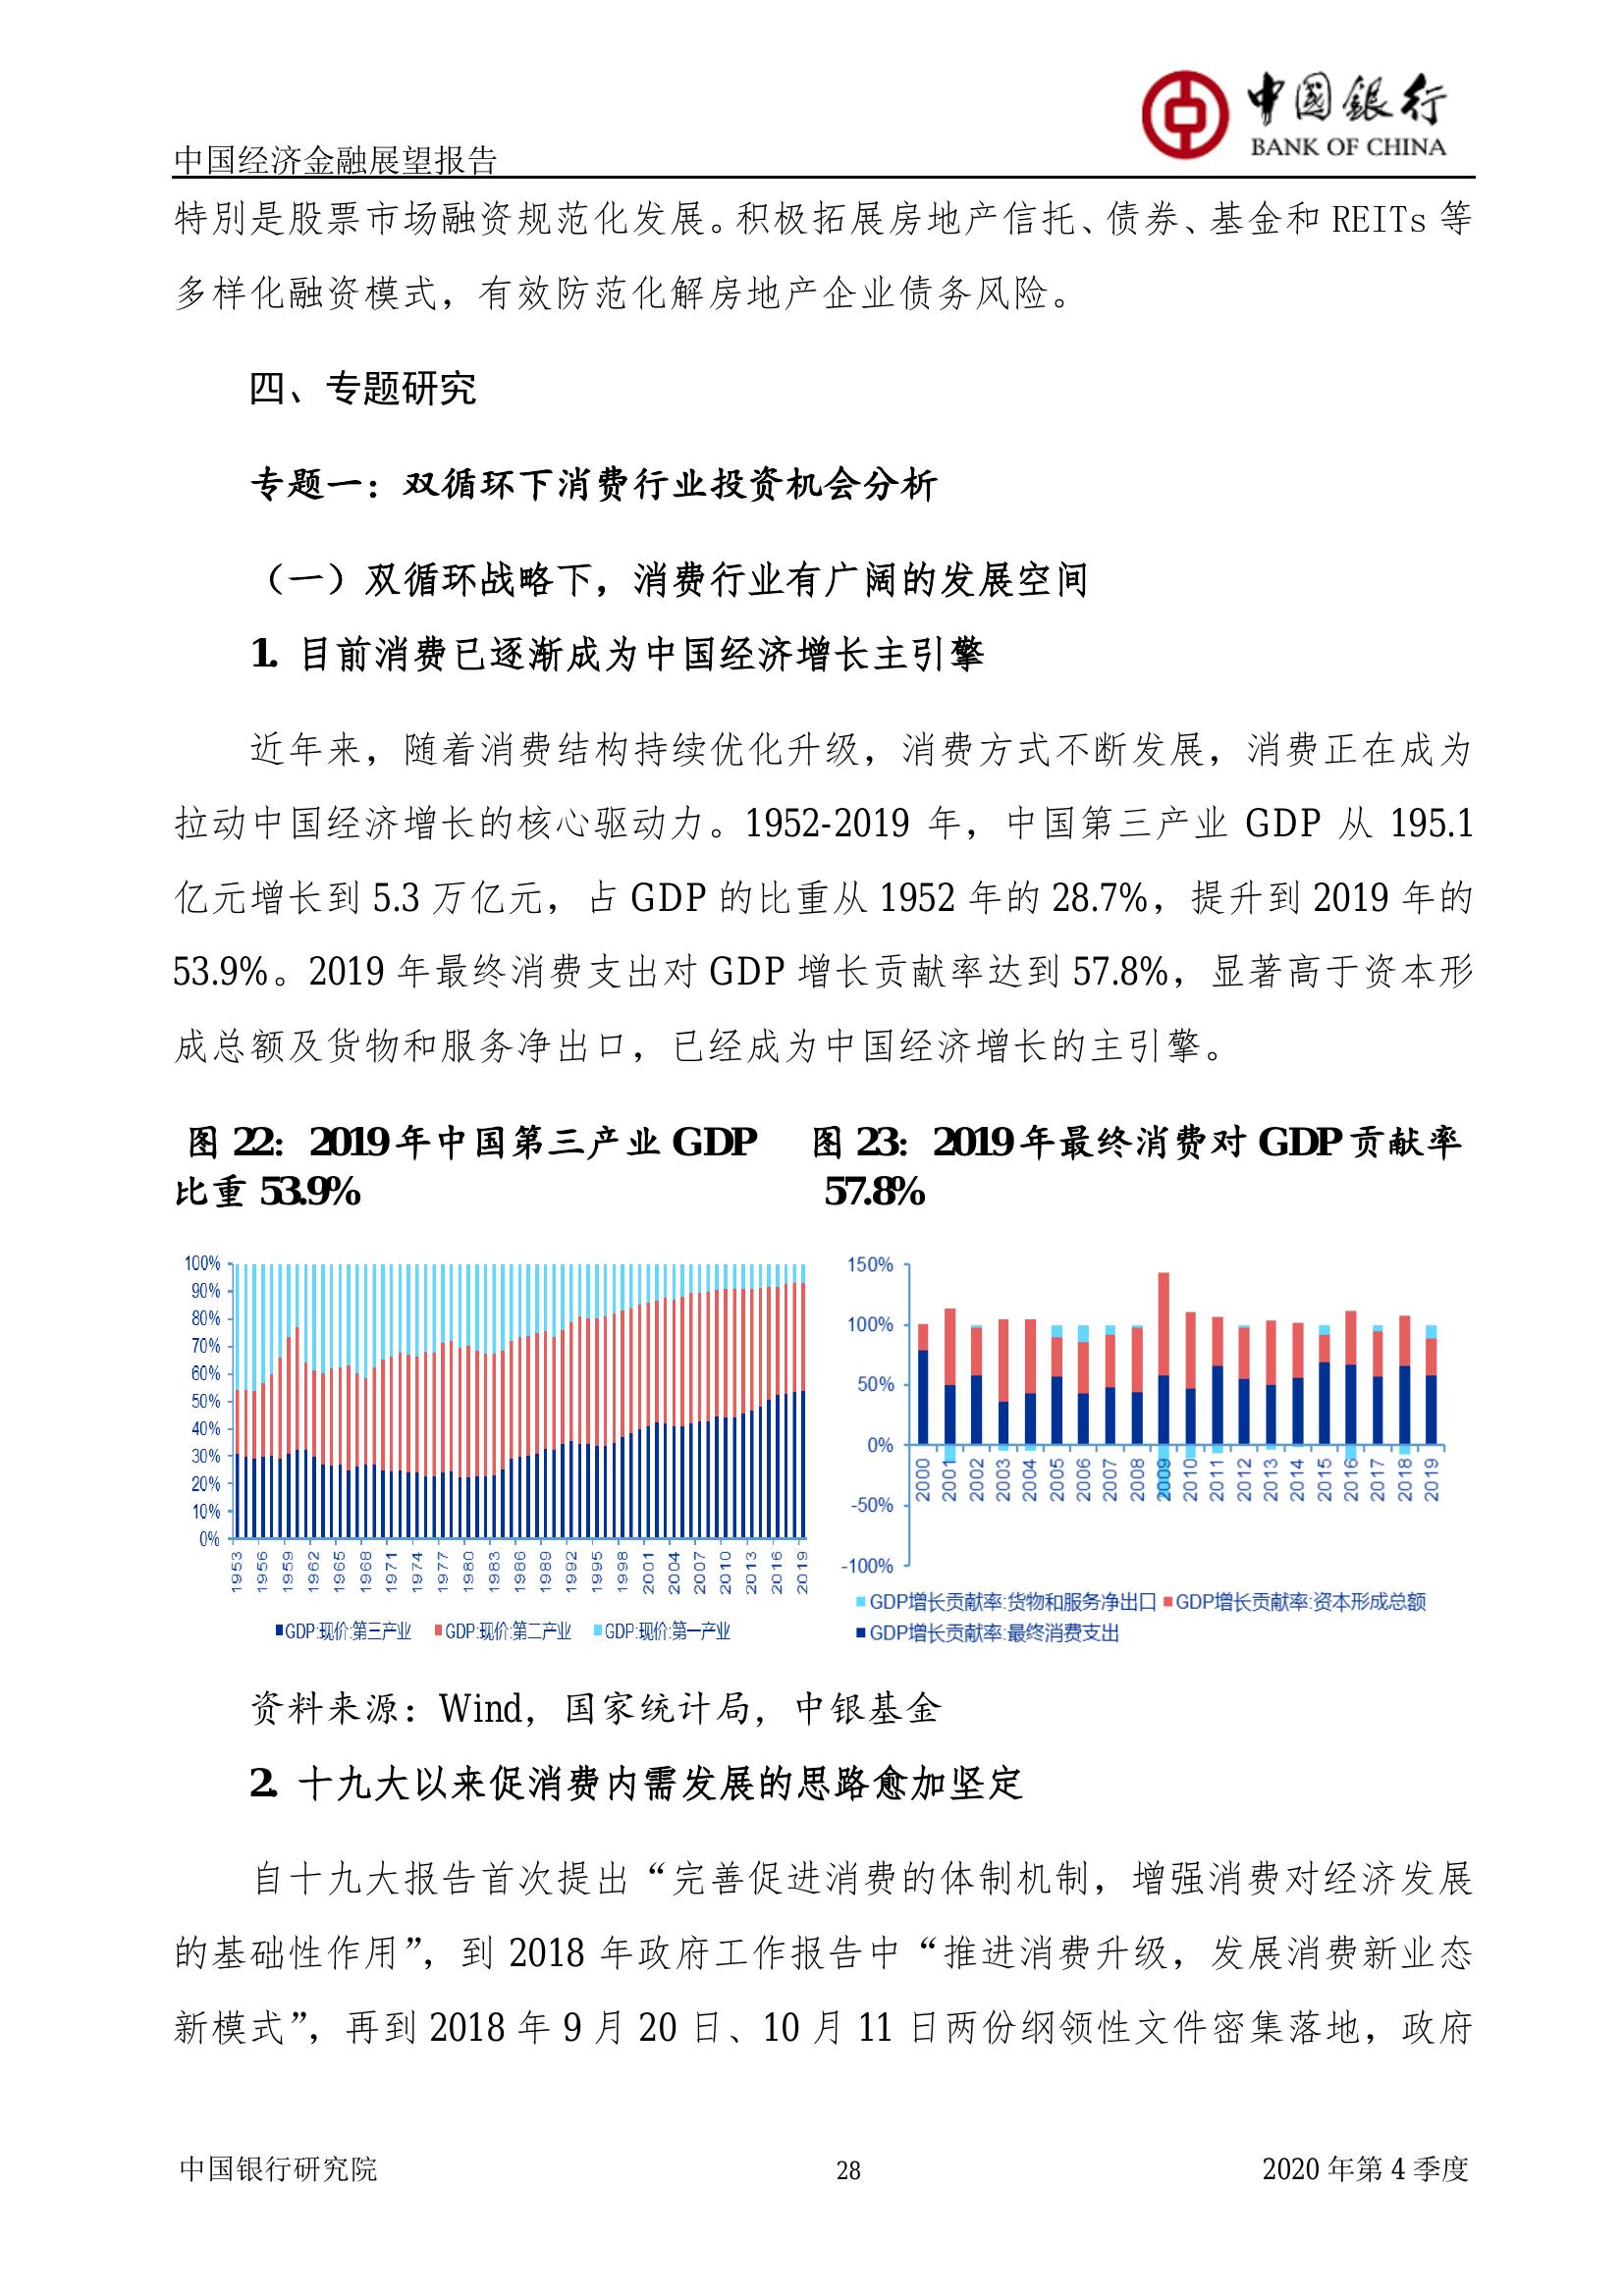 中国银行
BANK OF CHINA
中国经济金融展望报告
特别是股票市场融资规范化发展。积极拓展房地产信托、债券、基金和 REITs 等
多样化融资模式，有效防范化解房地产企业债务风险。
四、专题研究
专题一：双循环下消费行业投资机会分析
（一）双循环战略下，消费行业有广阔的发展空间
1. 目前消费已逐渐成为中国经济增长主引擎
近年来，随着消费结构持续优化升级，消费方式不断发展，消费正在成为
拉动中国经济增长的核心驱动力。1952-2019 年，中国第三产业 GDP 从 195.1
亿元增长到 5.3 万亿元，占 GDP 的比重从 1952 年的 28.7%，提升到 2019 年的
53.9%。2019 年最终消费支出对 GDP 增长贡献率达到 57.8%，显著高于资本形
成总额及货物和服务净出口，已经成为中国经济增长的主引擎。
图 22：2019 年中国第三产业 GDP
比重 53.9%
100%
90%
80%
70%
60%
50%
40%
30%
20%
10%
0%
1953 1956 1959 1962 1965 1968 1971 1974 1977 1980 1983 1986 1989 1992 1995 1998 2001 2004 2007 2010 2013 2016 2019
GDP:现价:第三产业 GDP:现价:第二产业 GDP:现价:第一产业
图 23：2019 年最终消费对 GDP 贡献率
57.8%
150%
100%
50%
0%
-50%
-100%
2000 2001 2002 2003 2004 2005 2006 2007 2008 2009 2010 2011 2012 2013 2014 2015 2016 2017 2018 2019
GDP增长贡献率:货物和服务净出口 GDP增长贡献率:资本形成总额
GDP增长贡献率:最终消费支出
资料来源：Wind，国家统计局，中银基金
2. 十九大以来促消费内需发展的思路愈加坚定
自十九大报告首次提出“完善促进消费的体制机制，增强消费对经济发展
的基础性作用”，到 2018 年政府工作报告中“推进消费升级，发展消费新业态
新模式”，再到 2018 年 9 月 20 日、10 月 11 日两份纲领性文件密集落地，政府
中国银行研究院
28
2020 年第 4 季度